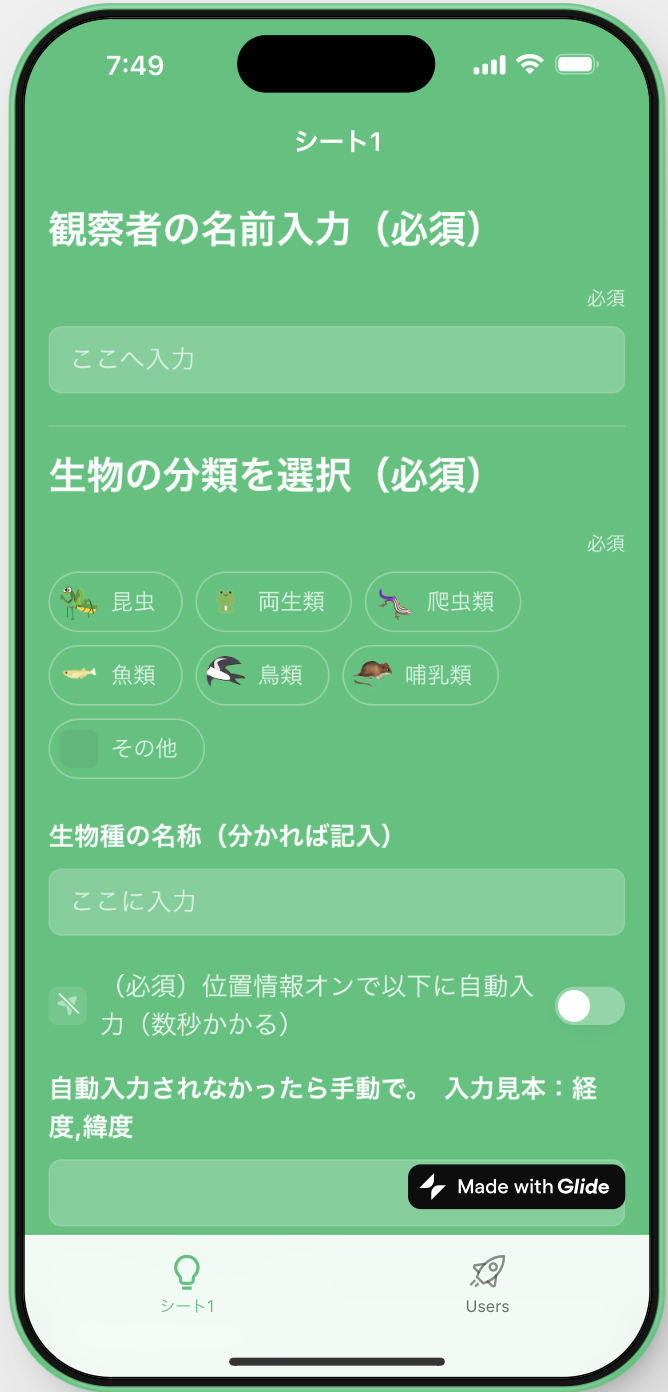 7:49
シート1
観察者の名前入力（必須）
必須
ここへ入力
生物の分類を選択（必須）
必須
昆虫 両生類 爬虫類
魚類 鳥類 哺乳類
その他
生物種の名称（分かれば記入）
ここに入力
（必須）位置情報オンで以下に自動入
力（数秒かかる）
自動入力されなかったら手動で。　入力見本：経
度,緯度
Made with Glide
シート1 Users